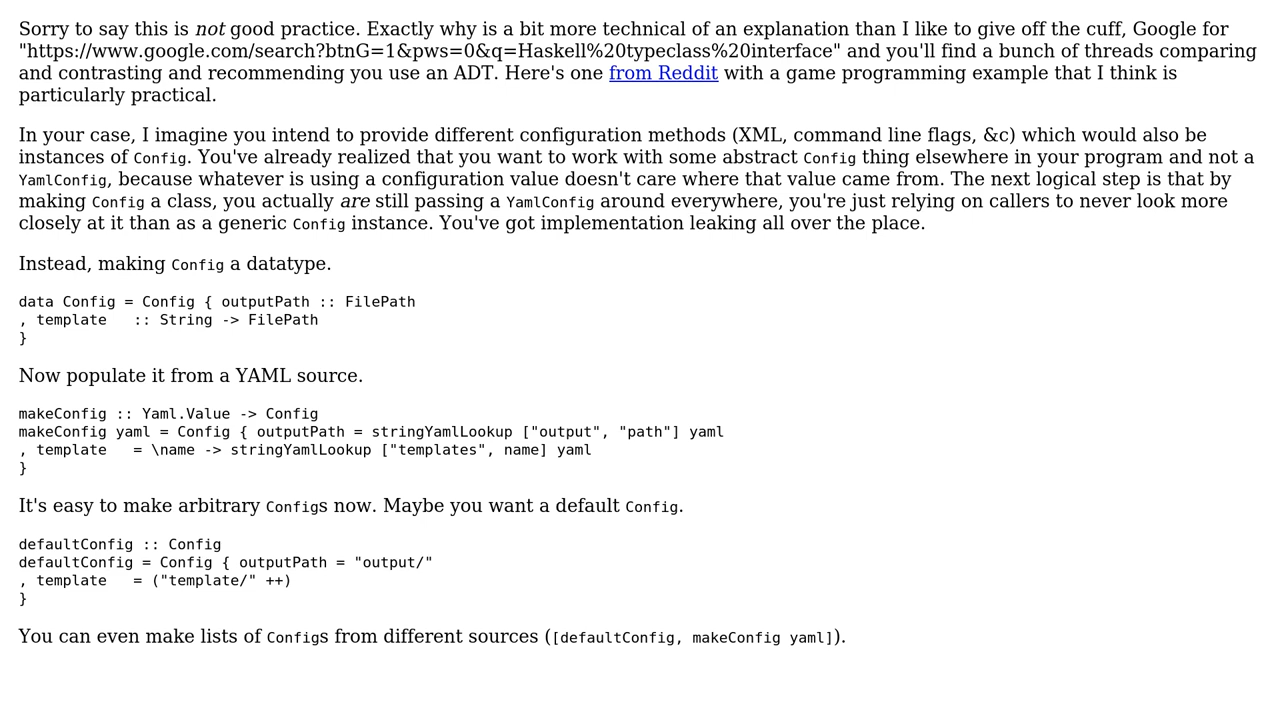 Sorry to say this is not good practice. Exactly why is a bit more technical of an explanation than I like to give off the cuff, Google for
"https://www.google.com/search?btnG=1&pws=0&q=Haskell%20typeclass%20interface" and you'll find a bunch of threads comparing
and contrasting and recommending you use an ADT. Here's one from Reddit with a game programming example that I think is
particularly practical.
In your case, I imagine you intend to provide different configuration methods (XML, command line flags, &c) which would also be
instances of Config. You've already realized that you want to work with some abstract Config thing elsewhere in your program and not a
YamlConfig, because whatever is using a configuration value doesn't care where that value came from. The next logical step is that by
making Config a class, you actually are still passing a YamlConfig around everywhere, you're just relying on callers to never look more
closely at it than as a generic Config instance. You've got implementation leaking all over the place.
Instead, making Config a datatype.
data Config = Config { outputPath :: FilePath
, template   :: String -> FilePath
}
Now populate it from a YAML source.
makeConfig :: Yaml.Value -> Config
makeConfig yaml = Config { outputPath = stringYamlLookup ["output", "path"] yaml
, template   = \name -> stringYamlLookup ["templates", name] yaml
}
It's easy to make arbitrary Configs now. Maybe you want a default Config.
defaultConfig :: Config
defaultConfig = Config { outputPath = "output/"
, template   = ("template/" ++)
}
You can even make lists of Configs from different sources ([defaultConfig, makeConfig yaml]).